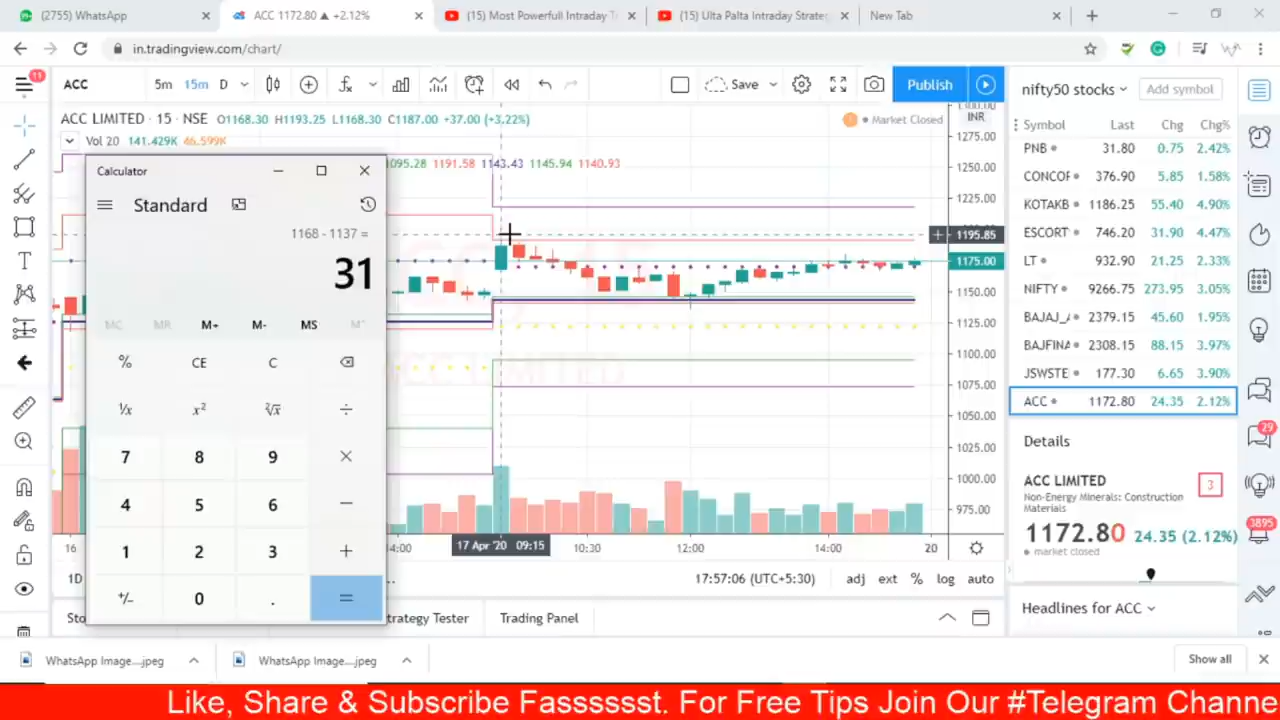 (2755) WhatsApp
ACC 1172.80 ▲ +2.12%
(15) Most Powerfull Intraday T
(15) Ulta Palta Intraday Strate
New Tab
in.tradingview.com/chart/
11
ACC
5m 15m D
Save
Publish
nifty50 stocks
Add symbol
ACC LIMITED · 15 · NSE O1168.30 H1193.25 L1168.30 C1187.00 +37.00 (+3.22%)
Market Closed
INR
Vol 20 141.429K 46.599K
1095.28 1191.58 1143.43 1145.94 1140.93
Calculator
Standard
1168 - 1137 =
31
MC MR M+ M- MS
% CE C
7 8 9 ×
4 5 6 −
1 2 3 +
+/- 0 . =
1300.00
1275.00
1250.00
1225.00
1195.85
1175.00
1150.00
1125.00
1100.00
1075.00
1050.00
1025.00
1000.00
975.00
ACC LIMITED
16
14:00
17 Apr '20 09:15
10:30
12:00
14:00
20
1D
17:57:06 (UTC+5:30)
adj ext % log auto
Sto
trategy Tester
Trading Panel
Symbol Last Chg Chg%
PNB 31.80 0.75 2.42%
CONCOF 376.90 5.85 1.58%
KOTAKB 1186.25 55.40 4.90%
ESCORT 746.20 31.90 4.47%
LT 932.90 21.25 2.33%
NIFTY 9266.75 273.95 3.05%
BAJAJ_A 2379.15 45.60 1.95%
BAJFINA 2308.15 88.15 3.97%
JSWSTE 177.30 6.65 3.90%
ACC 1172.80 24.35 2.12%
Details
ACC LIMITED
3
Non-Energy Minerals: Construction
Materials
1172.80 24.35 (2.12%)
market closed
Headlines for ACC
29
3895
WhatsApp Image....jpeg
WhatsApp Image....jpeg
Show all
Like, Share & Subscribe Fasssssst. For Free Tips Join Our #Telegram Channe